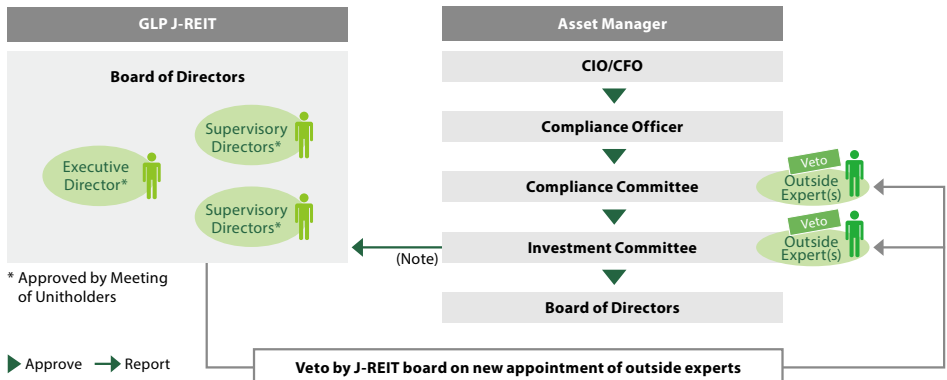 GLP J-REIT
Board of Directors
Executive
Director*
Supervisory
Directors*
Supervisory
Directors*
* Approved by Meeting
of Unitholders
Approve
Report
Asset Manager
CIO/CFO
Compliance Officer
Compliance Committee
Veto
Outside
Expert(s)
(Note)
Investment Committee
Veto
Outside
Expert(s)
Board of Directors
Veto by J-REIT board on new appointment of outside experts